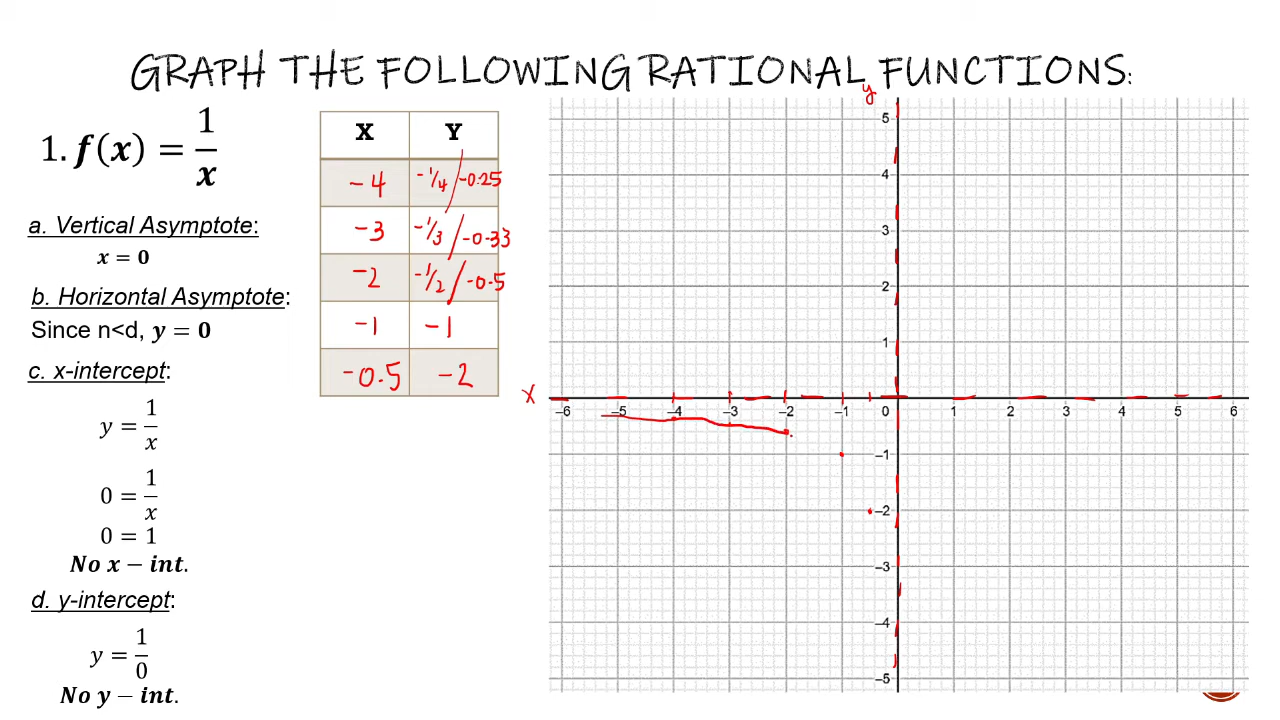 GRAPH THE FOLLOWING RATIONAL FUNCTIONS:
1. f(x) = 1/x
a. Vertical Asymptote:
x = 0
b. Horizontal Asymptote:
Since n<d, y = 0
c. x-intercept:
y = 1/x
0 = 1/x
0 = 1
No x − int.
d. y-intercept:
y = 1/0
No y − int.
X Y
-4 -1/4 / -0.25
-3 -1/3 / -0.33
-2 -1/2 / -0.5
-1 -1
-0.5 -2
y
5
4
3
2
1
x
–6 –5 –4 –3 –2 –1 0 1 2 3 4 5 6
–1
–2
–3
–4
–5